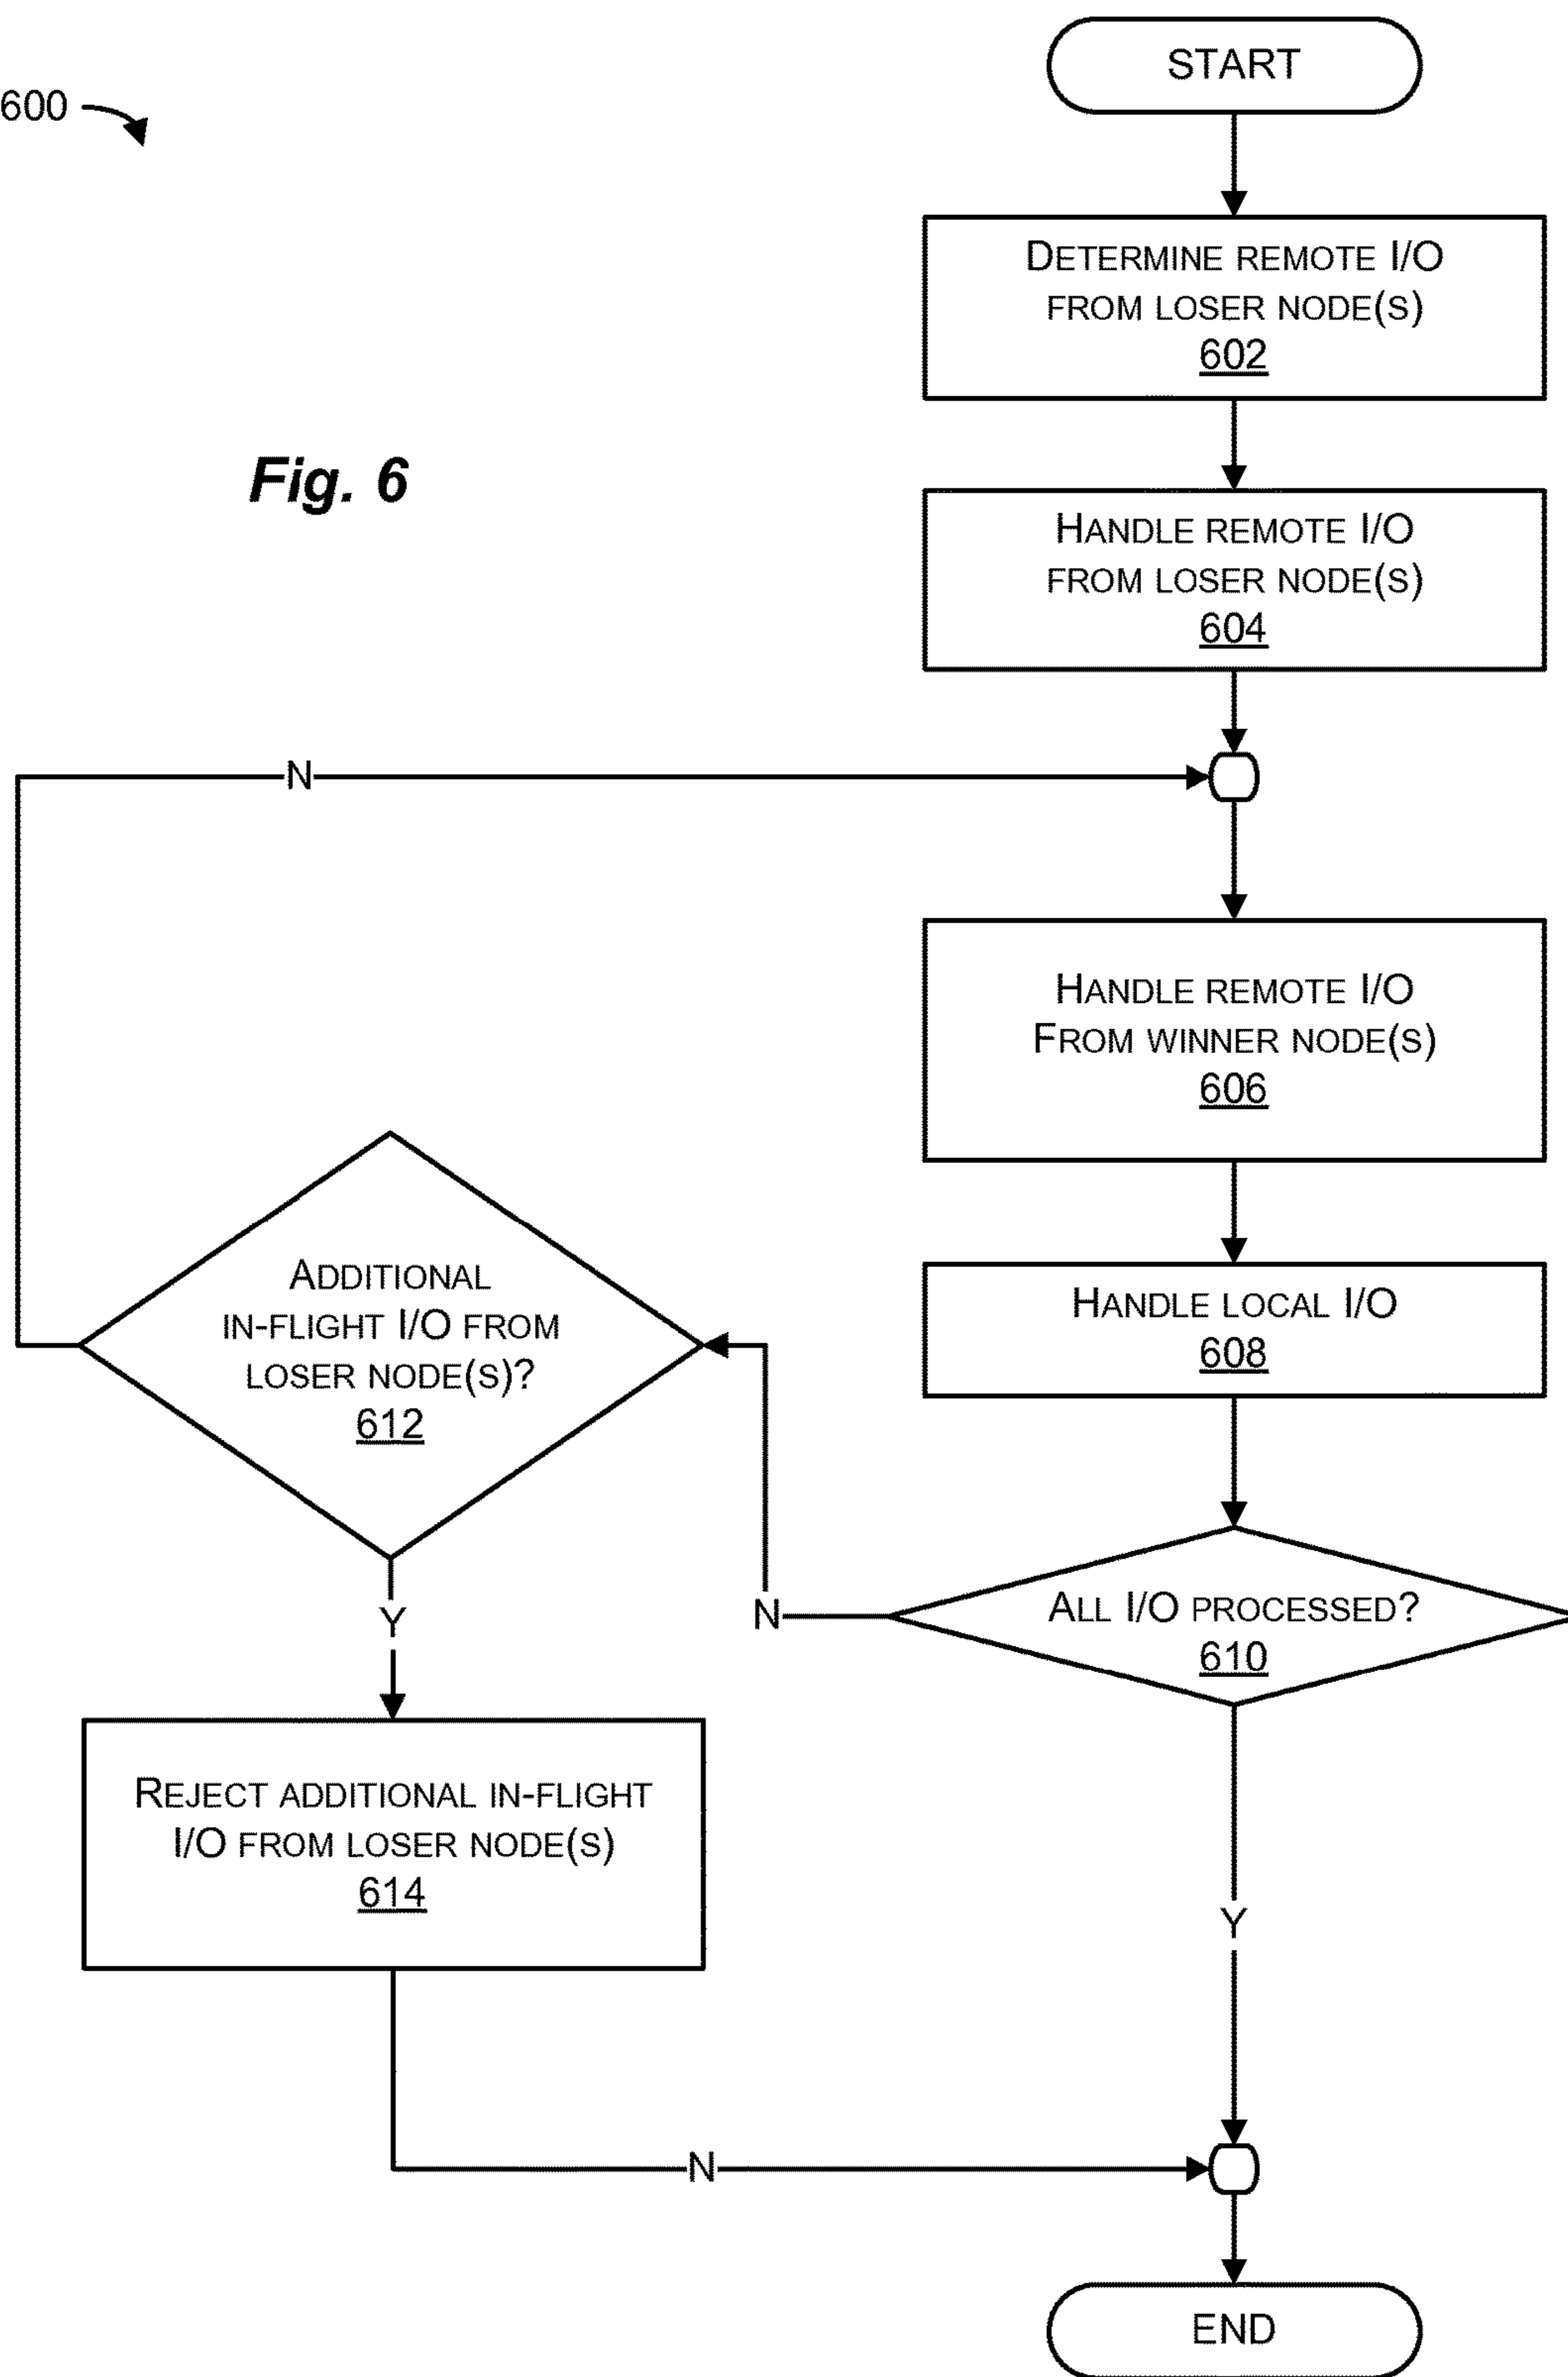 600
START
DETERMINE REMOTE I/O
FROM LOSER NODE(S)
602
Fig. 6
HANDLE REMOTE I/O
FROM LOSER NODE(S)
604
N
HANDLE REMOTE I/O
FROM WINNER NODE(S)
606
HANDLE LOCAL I/O
608
ADDITIONAL
IN-FLIGHT I/O FROM
LOSER NODE(S)?
612
ALL I/O PROCESSED?
610
N
Y
REJECT ADDITIONAL IN-FLIGHT
I/O FROM LOSER NODE(S)
614
Y
N
END